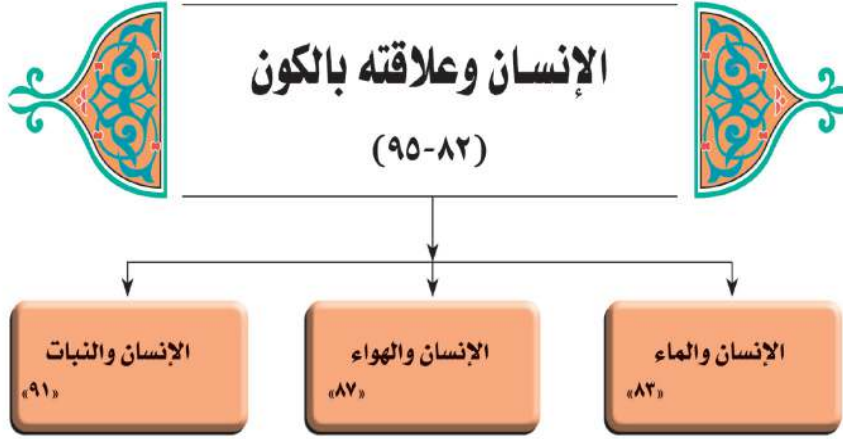 الإنسان وعلاقته بالكون
(٨٢-٩٥)
الإنسان والماء
«٨٣»
الإنسان والهواء
«٨٧»
الإنسان والنبات
«٩١»